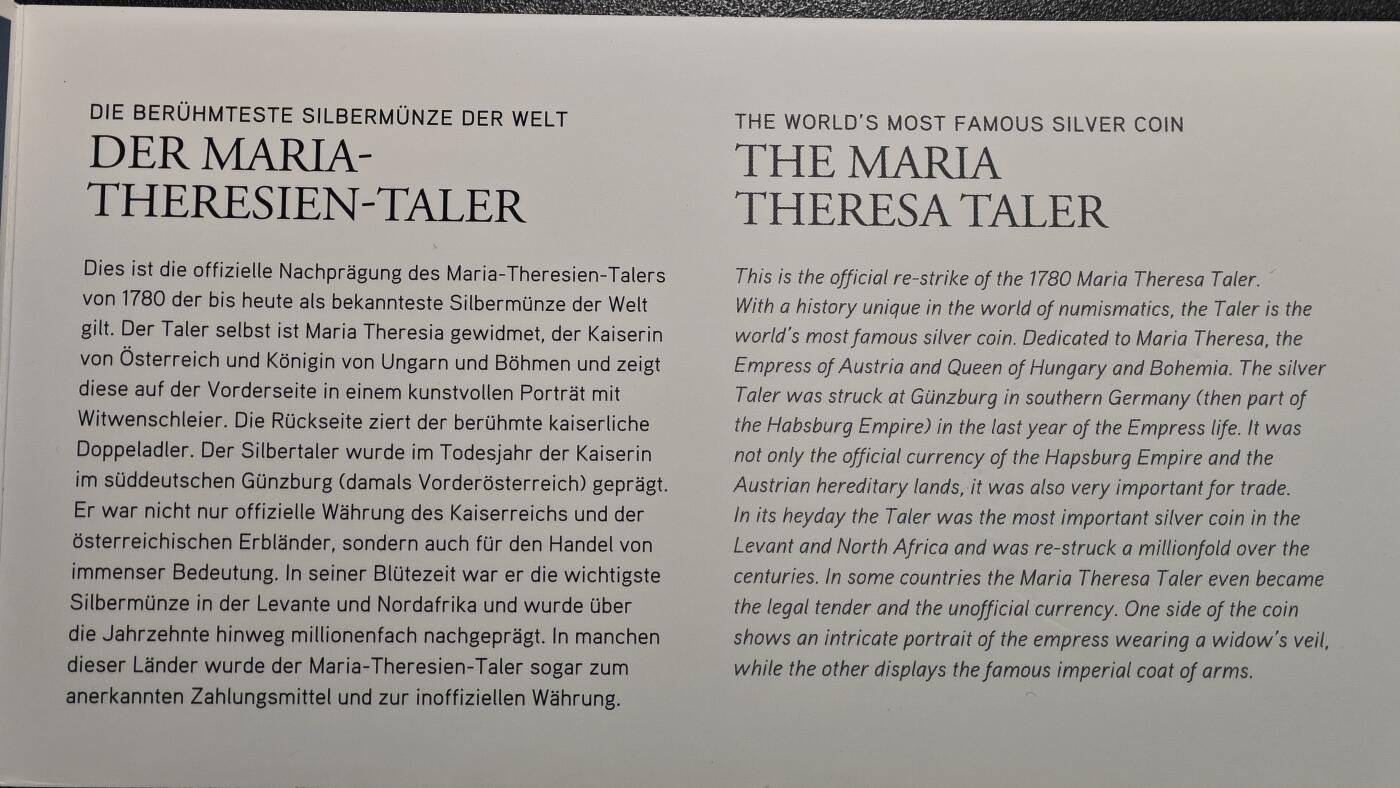 DIE BERÜHMTESTE SILBERMÜNZE DER WELT
DER MARIA-
THERESIEN-TALER
Dies ist die offizielle Nachprägung des Maria-Theresien-Talers
von 1780 der bis heute als bekannteste Silbermünze der Welt
gilt. Der Taler selbst ist Maria Theresia gewidmet, der Kaiserin
von Österreich und Königin von Ungarn und Böhmen und zeigt
diese auf der Vorderseite in einem kunstvollen Porträt mit
Witwenschleier. Die Rückseite ziert der berühmte kaiserliche
Doppeladler. Der Silbertaler wurde im Todesjahr der Kaiserin
im süddeutschen Günzburg (damals Vorderösterreich) geprägt.
Er war nicht nur offizielle Währung des Kaiserreichs und der
österreichischen Erbländer, sondern auch für den Handel von
immenser Bedeutung. In seiner Blütezeit war er die wichtigste
Silbermünze in der Levante und Nordafrika und wurde über
die Jahrzehnte hinweg millionenfach nachgeprägt. In manchen
dieser Länder wurde der Maria-Theresien-Taler sogar zum
anerkannten Zahlungsmittel und zur inoffiziellen Währung.
THE WORLD'S MOST FAMOUS SILVER COIN
THE MARIA
THERESA TALER
This is the official re-strike of the 1780 Maria Theresa Taler.
With a history unique in the world of numismatics, the Taler is the
world's most famous silver coin. Dedicated to Maria Theresa, the
Empress of Austria and Queen of Hungary and Bohemia. The silver
Taler was struck at Günzburg in southern Germany (then part of
the Habsburg Empire) in the last year of the Empress life. It was
not only the official currency of the Hapsburg Empire and the
Austrian hereditary lands, it was also very important for trade.
In its heyday the Taler was the most important silver coin in the
Levant and North Africa and was re-struck a millionfold over the
centuries. In some countries the Maria Theresa Taler even became
the legal tender and the unofficial currency. One side of the coin
shows an intricate portrait of the empress wearing a widow's veil,
while the other displays the famous imperial coat of arms.